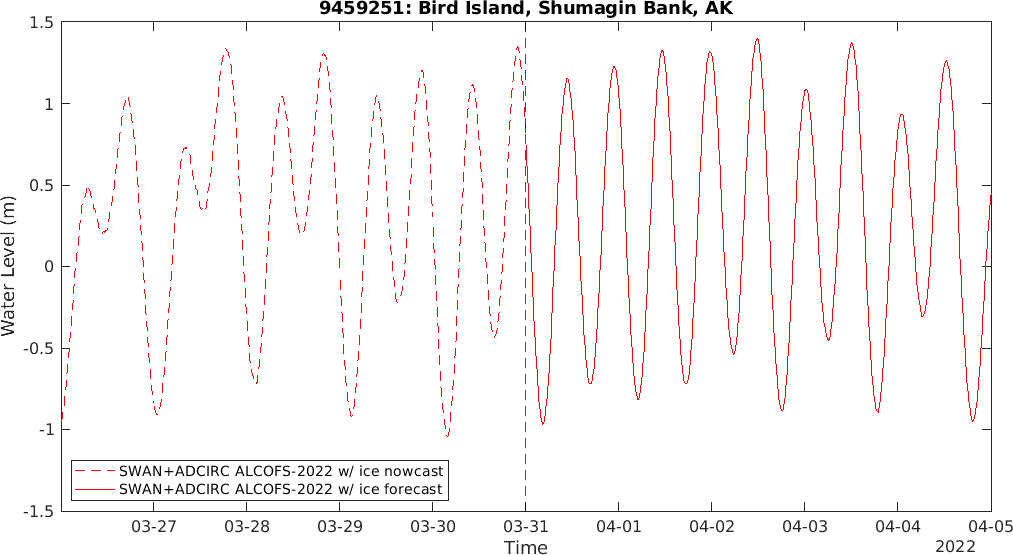 9459251: Bird Island, Shumagin Bank, AK
1.5
1
0.5
0
-0.5
-1
-1.5
Water Level (m)
SWAN+ADCIRC ALCOFS-2022 w/ ice nowcast
SWAN+ADCIRC ALCOFS-2022 w/ ice forecast
03-27 03-28 03-29 03-30 03-31 04-01 04-02 04-03 04-04 04-05
Time
2022